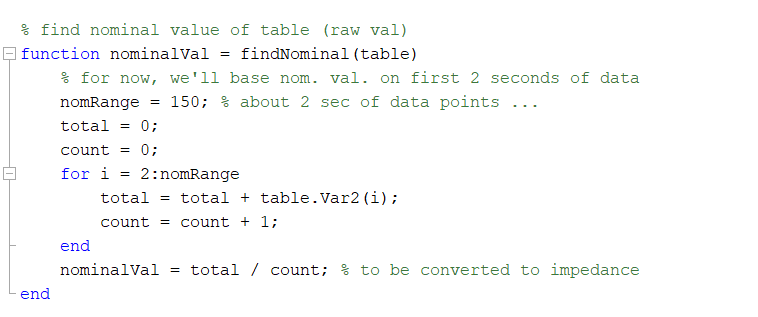 % find nominal value of table (raw val)
function nominalVal = findNominal(table)
% for now, we'll base nom. val. on first 2 seconds of data
nomRange = 150; % about 2 sec of data points ...
total = 0;
count = 0;
for i = 2:nomRange
total = total + table.Var2(i);
count = count + 1;
end
nominalVal = total / count; % to be converted to impedance
end